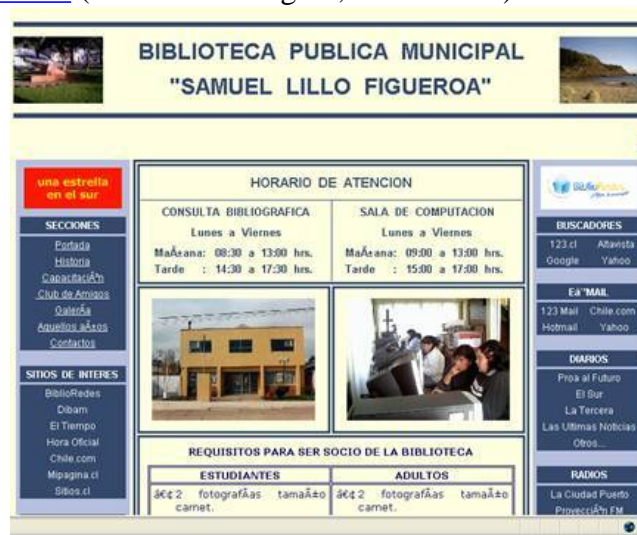 BIBLIOTECA PUBLICA MUNICIPAL
"SAMUEL LILLO FIGUEROA"
una estrella
en el sur
SECCIONES
Portada
Historia
CapacitaciÃ³n
Club de Amigos
GalerÃ­a
Aquellos aÃ±os
Contactos
SITIOS DE INTERES
BiblioRedes
Dibam
El Tiempo
Hora Oficial
Chile.com
Mipagina.cl
Sitios.cl
HORARIO DE ATENCION
CONSULTA BIBLIOGRAFICA
Lunes a Viernes
MaÃ±ana: 08:30 a 13:00 hrs.
Tarde : 14:30 a 17:30 hrs.
SALA DE COMPUTACION
Lunes a Viernes
MaÃ±ana: 09:00 a 13:00 hrs.
Tarde : 15:00 a 17:00 hrs.
REQUISITOS PARA SER SOCIO DE LA BIBLIOTECA
ESTUDIANTES
â€¢2 fotografÃ­as tamaÃ±o
carnet.
ADULTOS
â€¢2 fotografÃ­as tamaÃ±o
carnet.
BUSCADORES
123.cl Altavista
Google Yahoo
MAIL
123 Mail Chile.com
Hotmail Yahoo
DIARIOS
Proa al Futuro
El Sur
La Tercera
Las Ultimas Noticias
Otros...
RADIOS
La Ciudad Puerto
ProyecciÃ³n FM